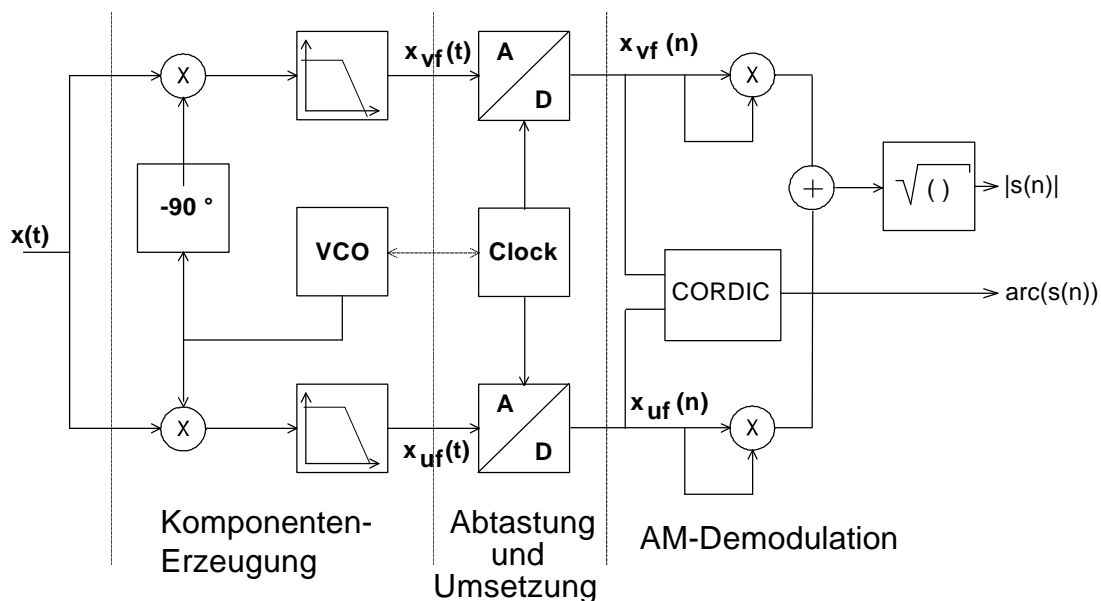 X
x_vf (t)
A
D
x_vf (n)
X
-90 °
√( )
|s(n)|
x(t)
VCO
Clock
+
CORDIC
arc(s(n))
X
x_uf (t)
A
D
x_uf (n)
X
Komponenten-
Erzeugung
Abtastung
und
Umsetzung
AM-Demodulation